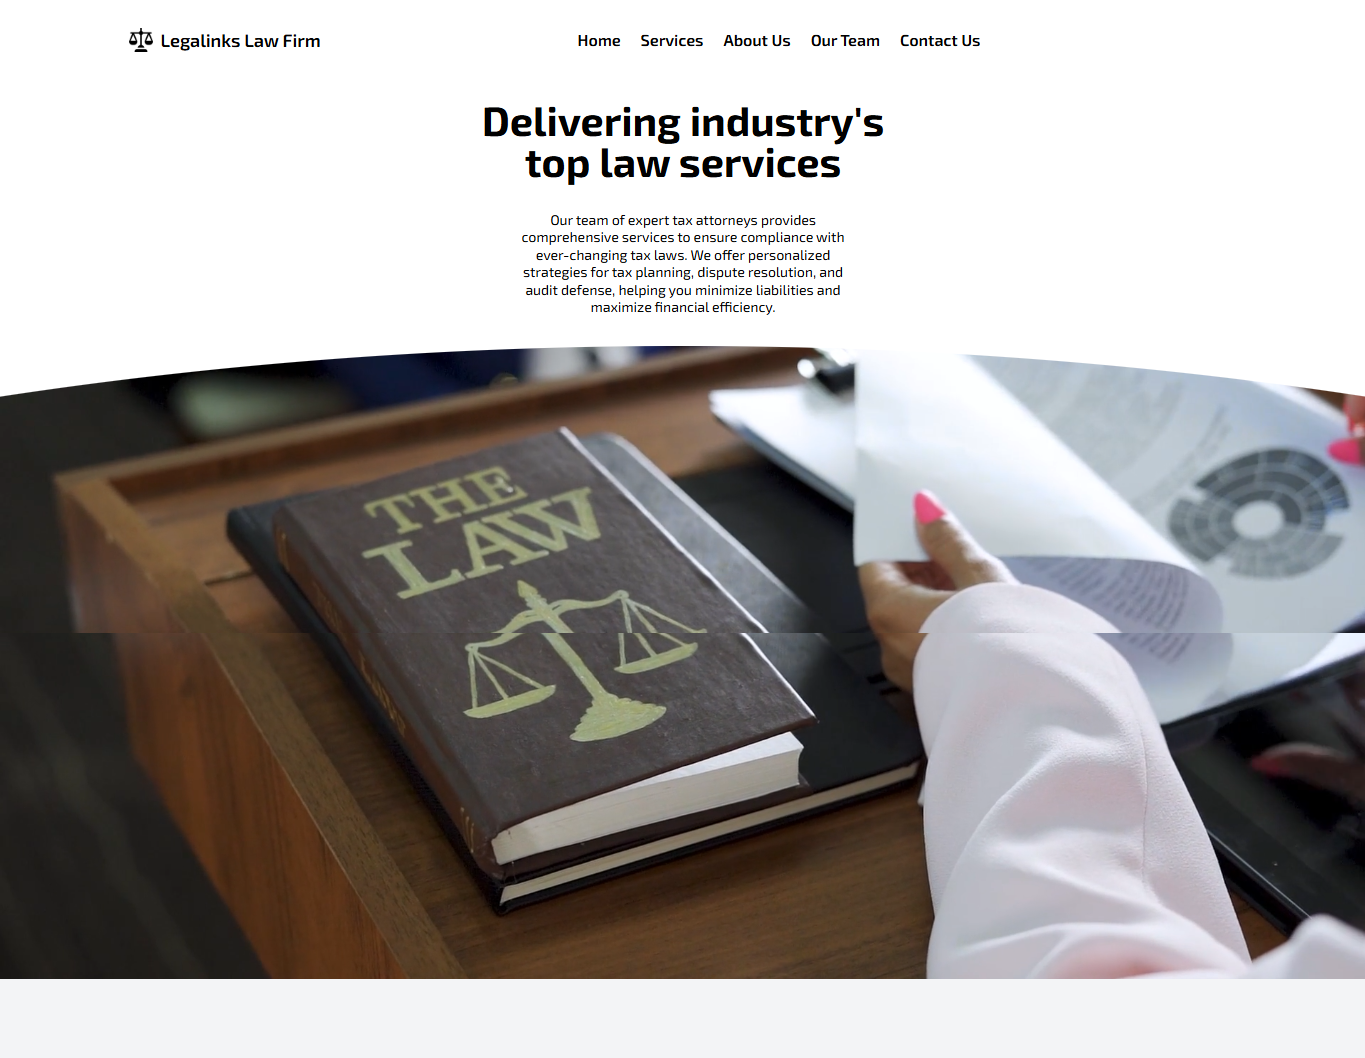 Legalinks Law Firm
Home Services About Us Our Team Contact Us
Delivering industry's
top law services
Our team of expert tax attorneys provides
comprehensive services to ensure compliance with
ever-changing tax laws. We offer personalized
strategies for tax planning, dispute resolution, and
audit defense, helping you minimize liabilities and
maximize financial efficiency.
THE
LAW